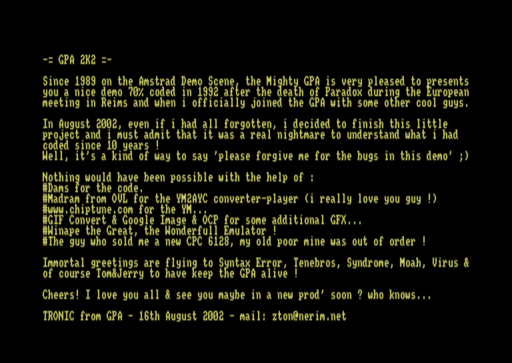 -= GPA 2K2 =-
Since 1989 on the Amstrad Demo Scene, the Mighty GPA is very pleased to presents
you a nice demo 70% coded in 1992 after the death of Paradox during the European
meeting in Reims and when i officially joined the GPA with some other cool guys.
In August 2002, even if i had all forgotten, i decided to finish this little
project and i must admit that it was a real nightmare to understand what i had
coded since 10 years !
Well, it's a kind of way to say 'please forgive me for the bugs in this demo' ;)
Nothing would have been possible with the help of :
#Dams for the code.
#Madram from OVL for the YM2AYC converter-player (i really love you guy !)
#www.chiptune.com for the YM...
#GIF Convert & Google Image & OCP for some additional GFX...
#Winape the Great, the Wonderfull Emulator !
#The guy who sold me a new CPC 6128, my old poor mine was out of order !
Immortal greetings are flying to Syntax Error, Tenebros, Syndrome, Moah, Virus &
of course Tom&Jerry to have keep the GPA alive !
Cheers! I love you all & see you maybe in a new prod' soon ? who knows...
TRONIC from GPA - 16th August 2002 - mail: zton@nerim.net